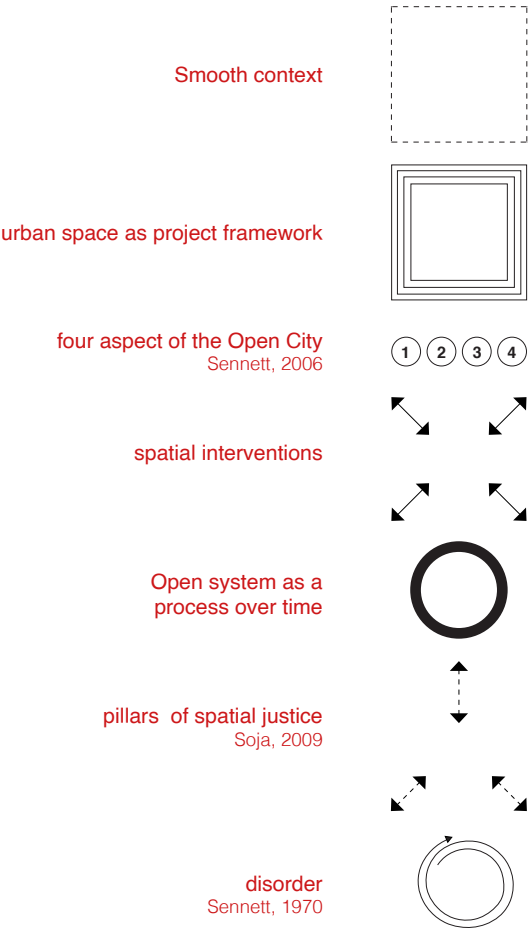 Smooth context
urban space as project framework
four aspect of the Open City
Sennett, 2006
1 2 3 4
spatial interventions
Open system as a
process over time
pillars of spatial justice
Soja, 2009
disorder
Sennett, 1970